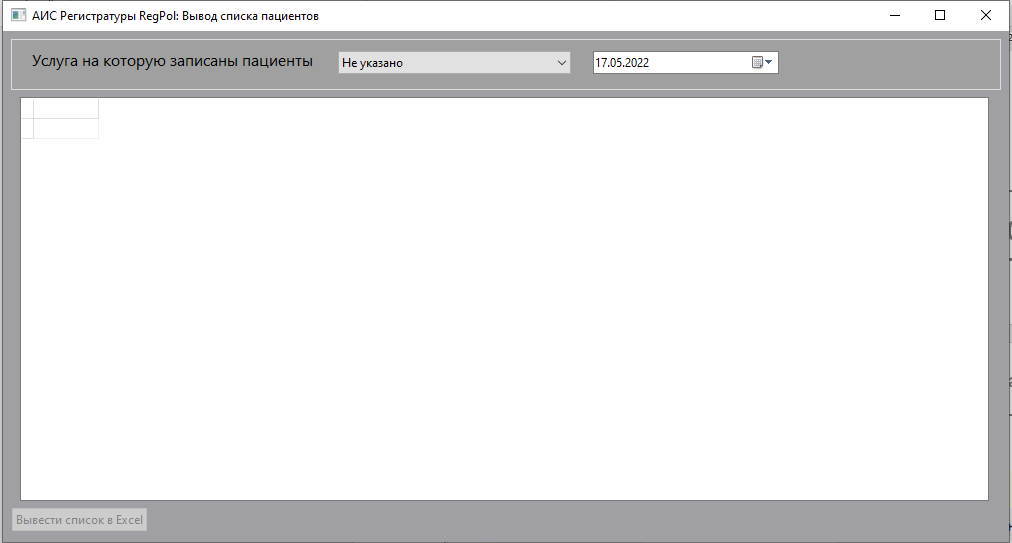 АИС Регистратуры RegPol: Вывод списка пациентов
Услуга на которую записаны пациенты
Не указано
17.05.2022
Вывести список в Excel